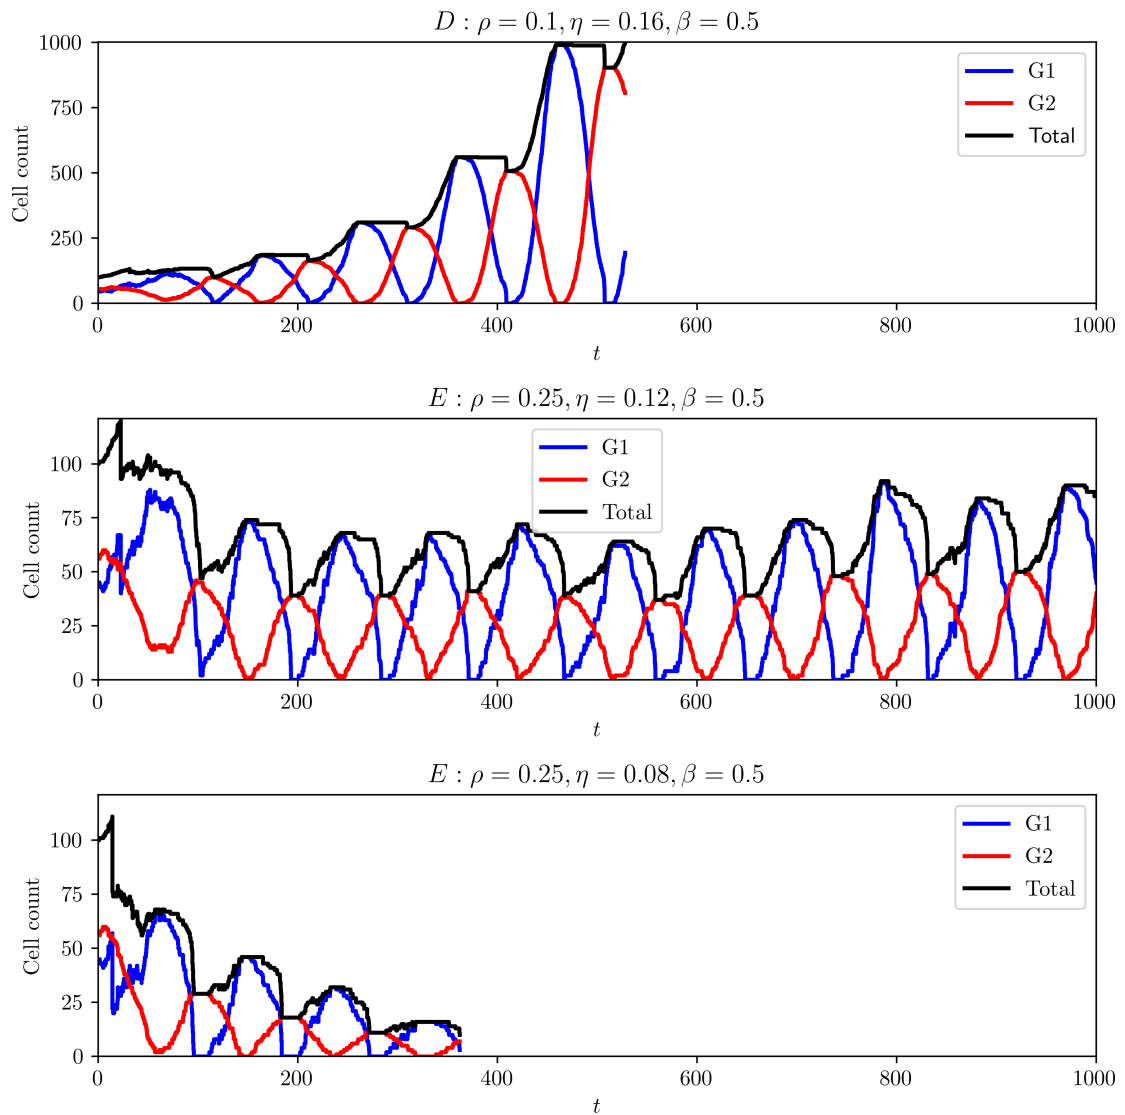 D : ρ = 0.1, η = 0.16, β = 0.5
1000
750
500
250
0
Cell count
G1
G2
Total
0 200 400 600 800 1000
t
E : ρ = 0.25, η = 0.12, β = 0.5
100
75
50
25
0
Cell count
G1
G2
Total
0 200 400 600 800 1000
t
E : ρ = 0.25, η = 0.08, β = 0.5
100
75
50
25
0
Cell count
G1
G2
Total
0 200 400 600 800 1000
t